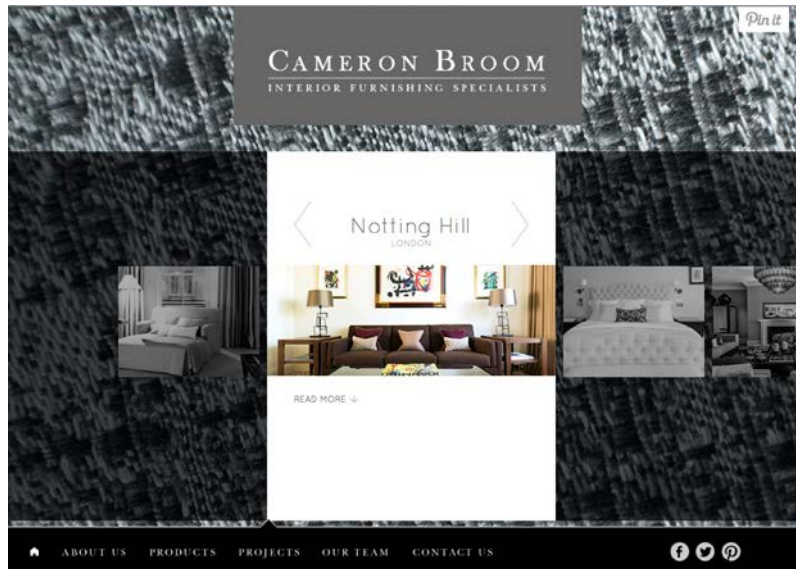 Pin it
CAMERON BROOM
INTERIOR FURNISHING SPECIALISTS
Notting Hill
LONDON
READ MORE
ABOUT US PRODUCTS PROJECTS OUR TEAM CONTACT US